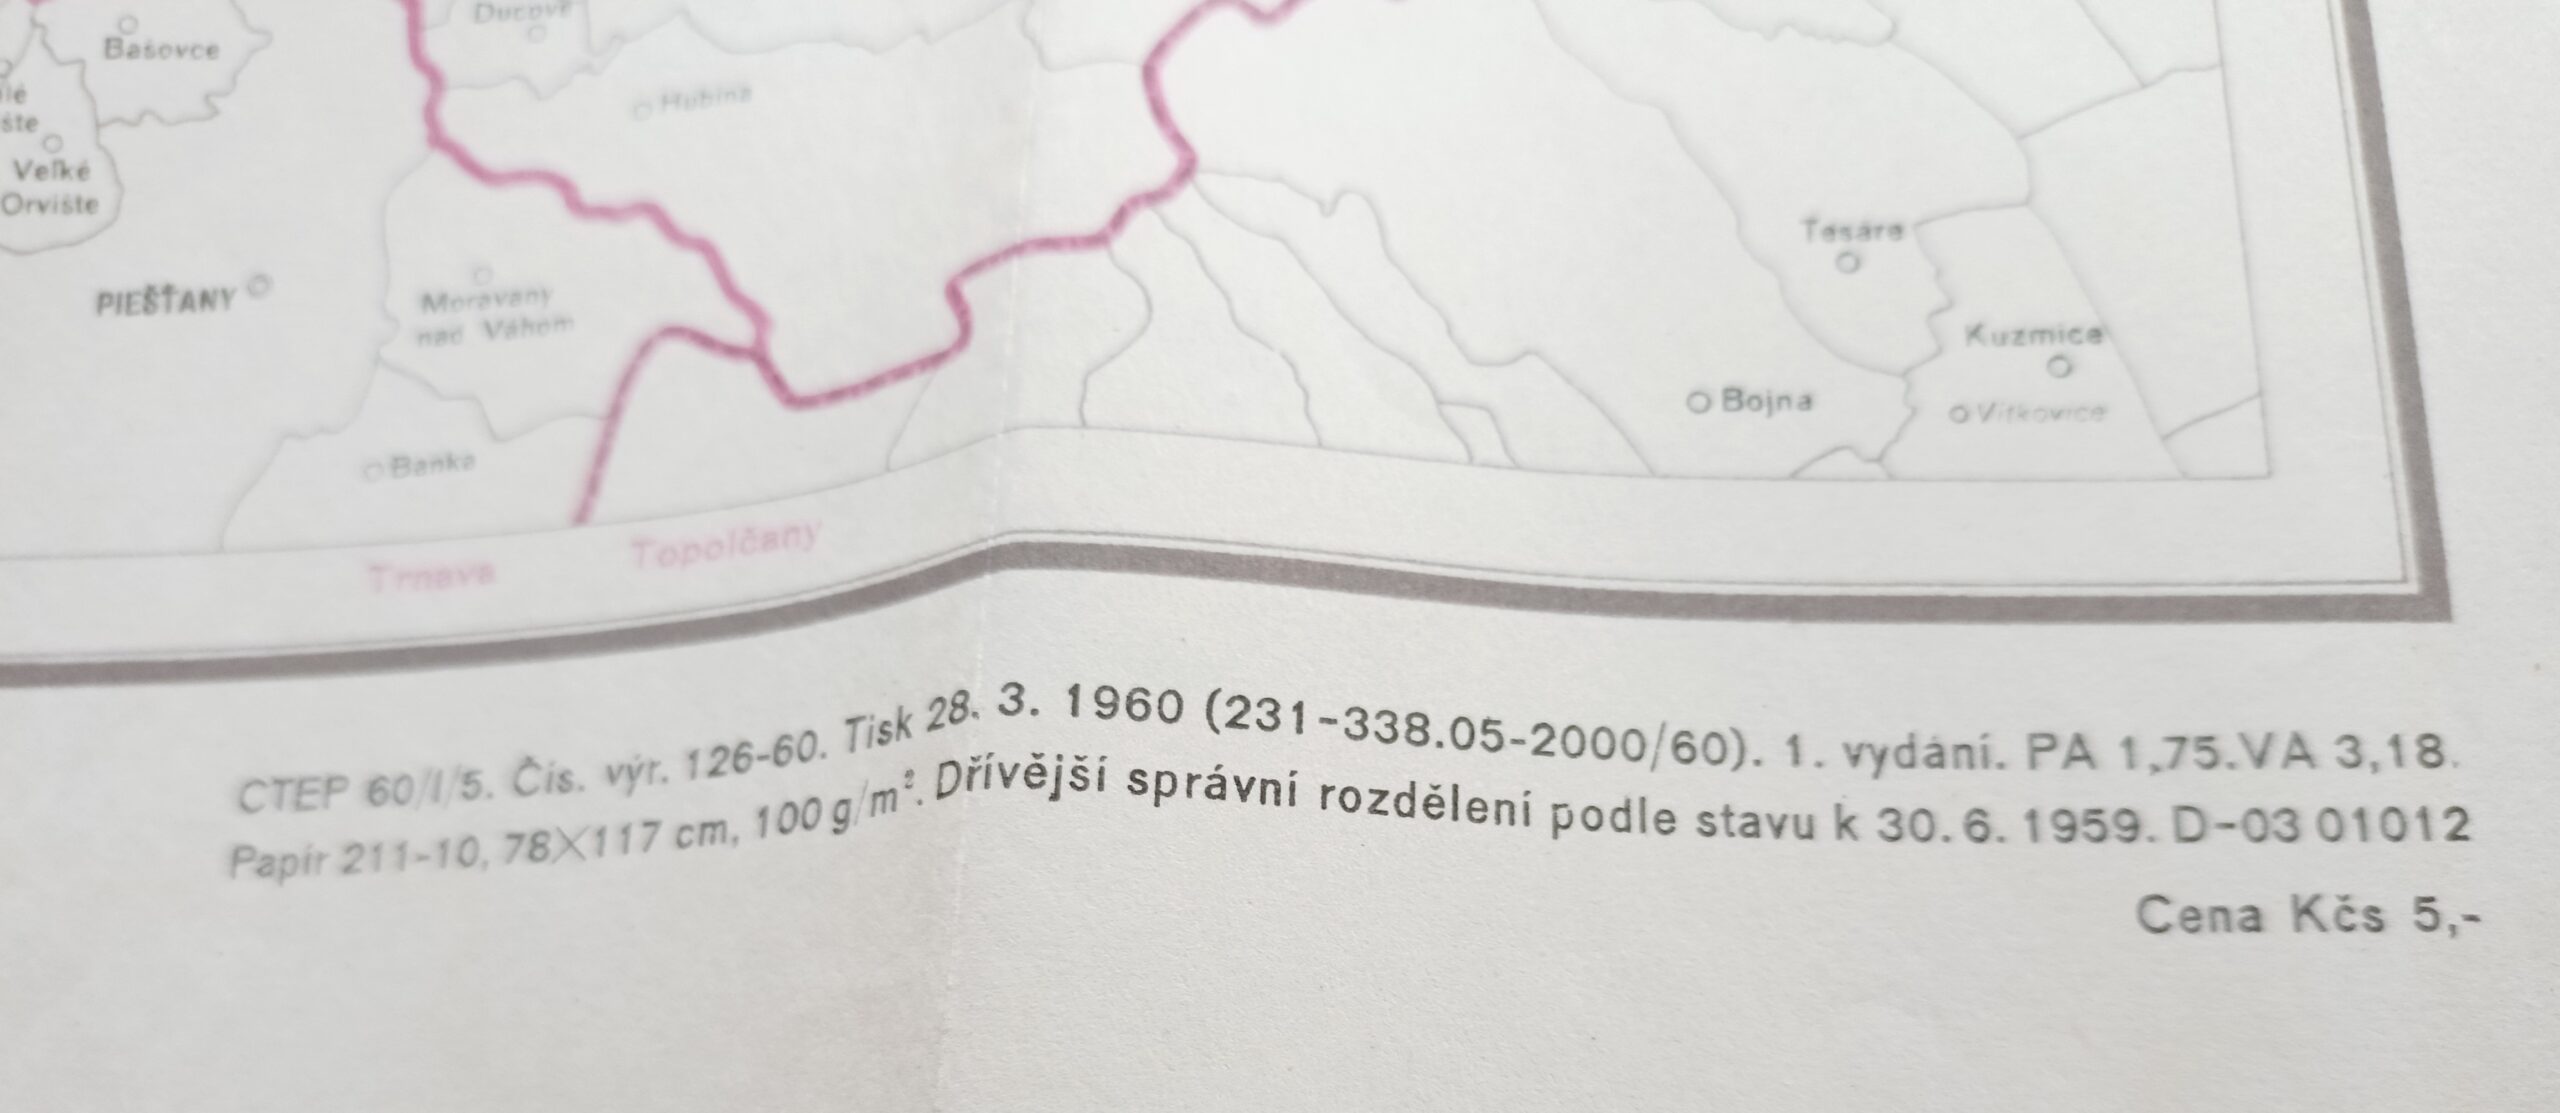 Ducové
Bašovce
Hubina
lé
šte
Veľké
Orvište
Tesáre
PIEŠŤANY
Moravany
nad Váhom
Kuzmice
Bojna
Vítkovice
Banka
Trnava
Topolčany
CTEP 60/I/5. Čís. výr. 126-60. Tisk 28. 3. 1960 (231-338.05-2000/60). 1. vydání. PA 1,75. VA 3,18.
Papír 211-10, 78×117 cm, 100 g/m². Dřívější správní rozdělení podle stavu k 30. 6. 1959. D-03 01012
Cena Kčs 5,-